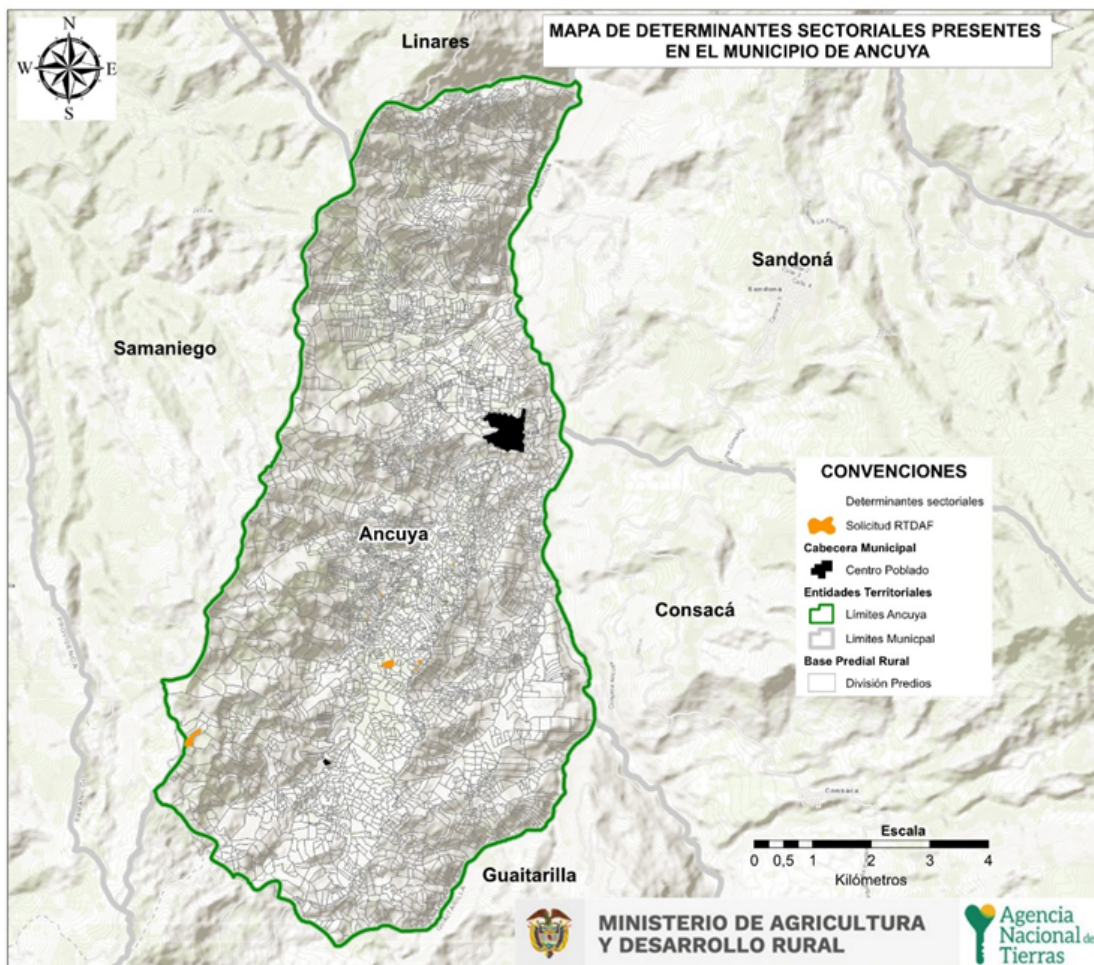 MAPA DE DETERMINANTES SECTORIALES PRESENTES
EN EL MUNICIPIO DE ANCUYA
N
W
E
S
Linares
Sandoná
Sandona
Samaniego
Ancuya
Consacá
Consaca
Guaitarilla
CONVENCIONES
Determinantes sectoriales
Solicitud RTDAF
Cabecera Municipal
Centro Poblado
Entidades Territoriales
Límites Ancuya
Limites Municpal
Base Predial Rural
División Predios
Escala
0 0,5 1 2 3 4
Kilómetros
MINISTERIO DE AGRICULTURA
Y DESARROLLO RURAL
Agencia
Nacional de
Tierras